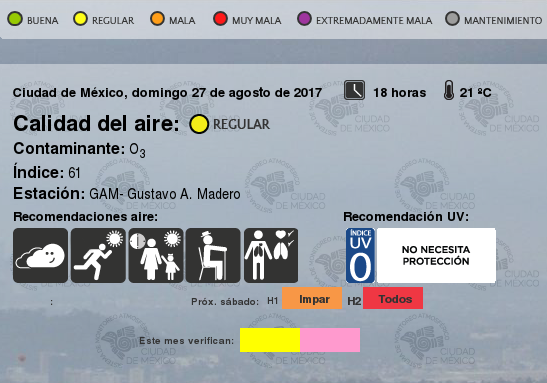 BUENA REGULAR MALA MUY MALA EXTREMADAMENTE MALA MANTENIMIENTO
Ciudad de México, domingo 27 de agosto de 2017 18 horas 21 ºC
Calidad del aire: REGULAR
Contaminante: O3
Índice: 61
Estación: GAM- Gustavo A. Madero
Recomendaciones aire: Recomendación UV:
ÍNDICE
UV
0
NO NECESITA
PROTECCIÓN
: Próx. sábado: H1 Impar H2 Todos
Este mes verifican:
CIUDAD
DE MÉXICO